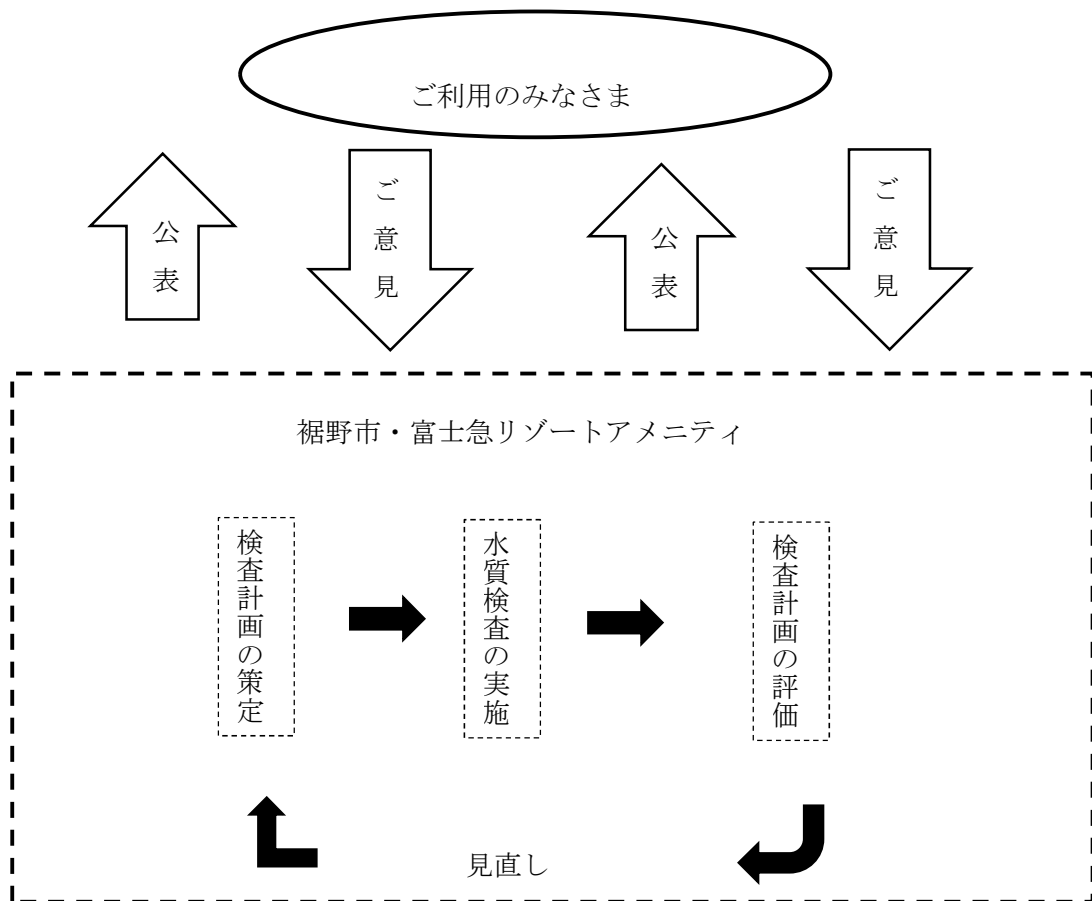 ご利用のみなさま
公表
ご意見
公表
ご意見
裾野市・富士急リゾートアメニティ
検査計画の策定
水質検査の実施
検査計画の評価
見直し